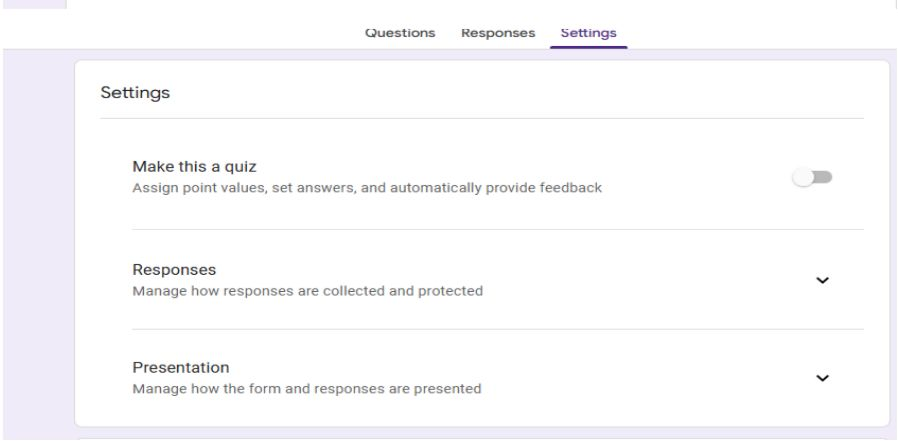 Questions Responses Settings
Settings
Make this a quiz
Assign point values, set answers, and automatically provide feedback
Responses
Manage how responses are collected and protected
Presentation
Manage how the form and responses are presented